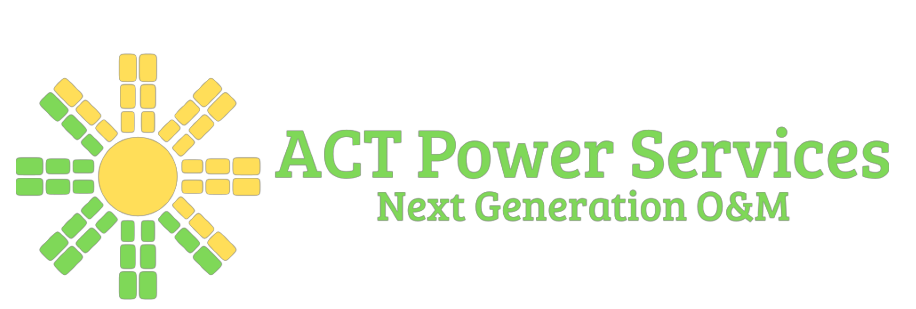 ACT Power Services
Next Generation O&M